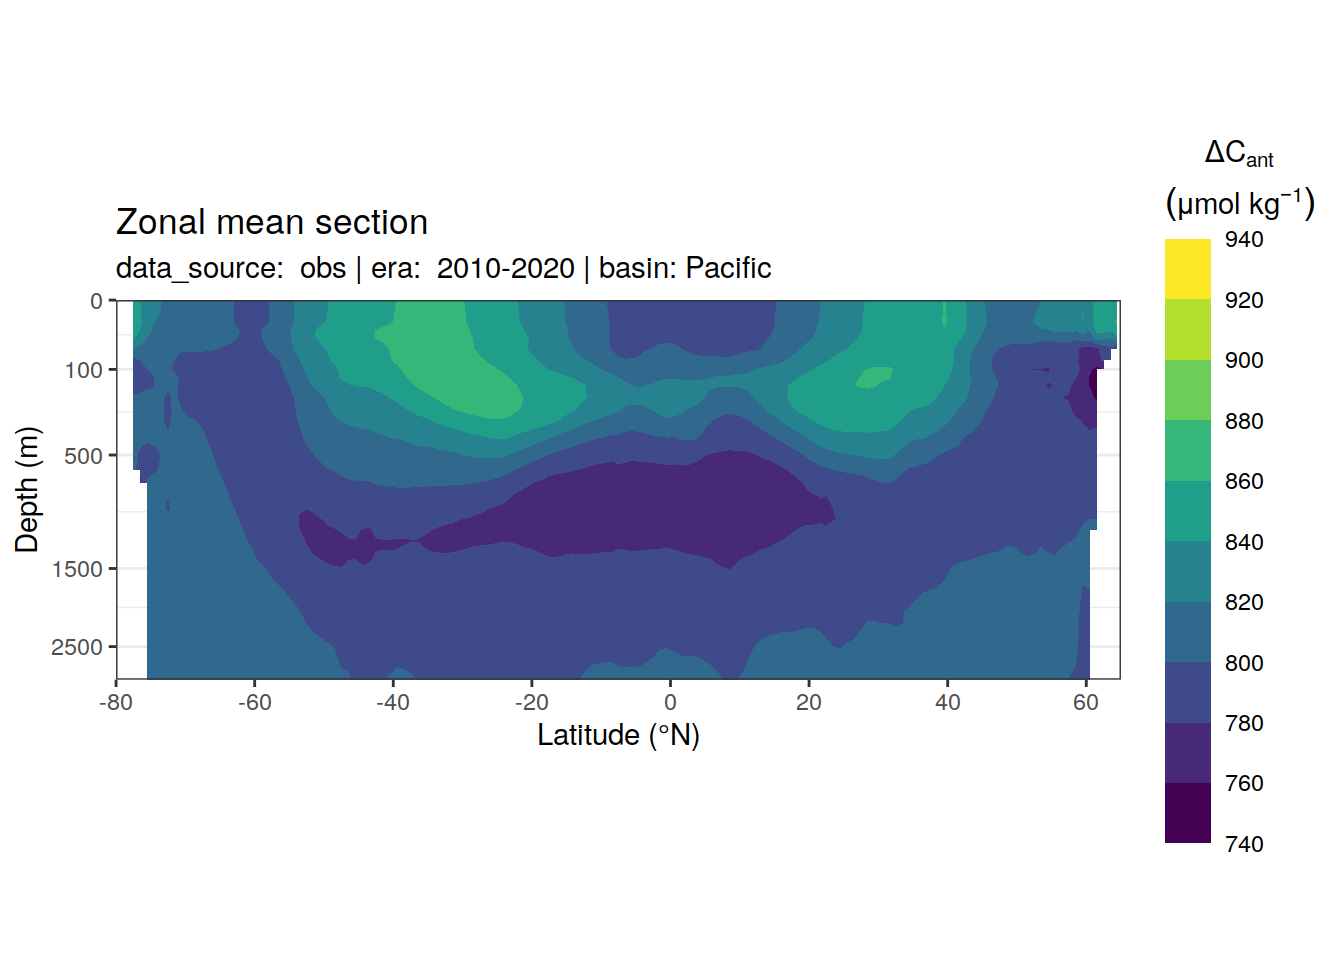 Zonal mean section
data_source:  obs | era:  2010-2020 | basin: Pacific
ΔCant
(μmol kg−1)
940
920
900
880
860
840
820
800
780
760
740
Depth (m)
0
100
500
1500
2500
-80 -60 -40 -20 0 20 40 60
Latitude (°N)